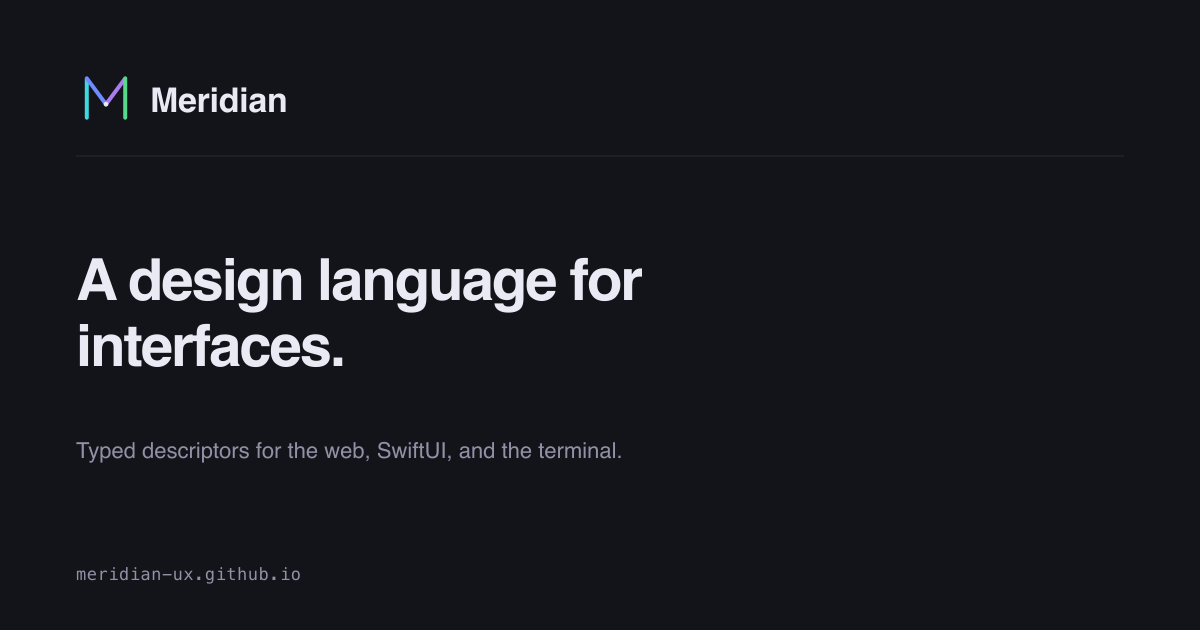 Meridian
A design language for
interfaces.
Typed descriptors for the web, SwiftUI, and the terminal.
meridian-ux.github.io